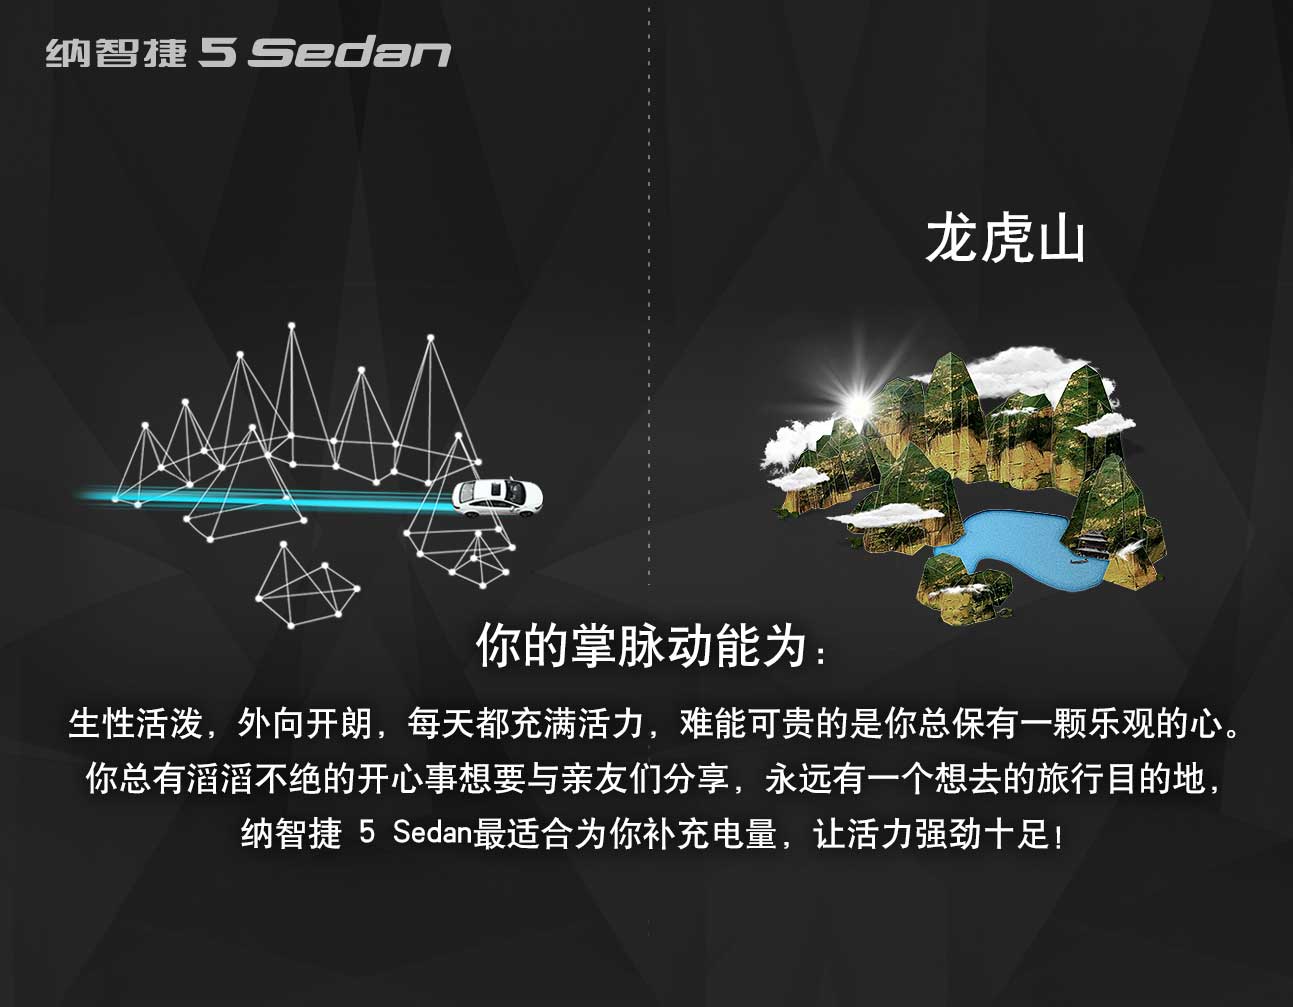 纳智捷 5 Sedan
龙虎山
你的掌脉动能为：
生性活泼，外向开朗，每天都充满活力，难能可贵的是你总保有一颗乐观的心。
你总有滔滔不绝的开心事想要与亲友们分享，永远有一个想去的旅行目的地，
纳智捷 5 Sedan最适合为你补充电量，让活力强劲十足！